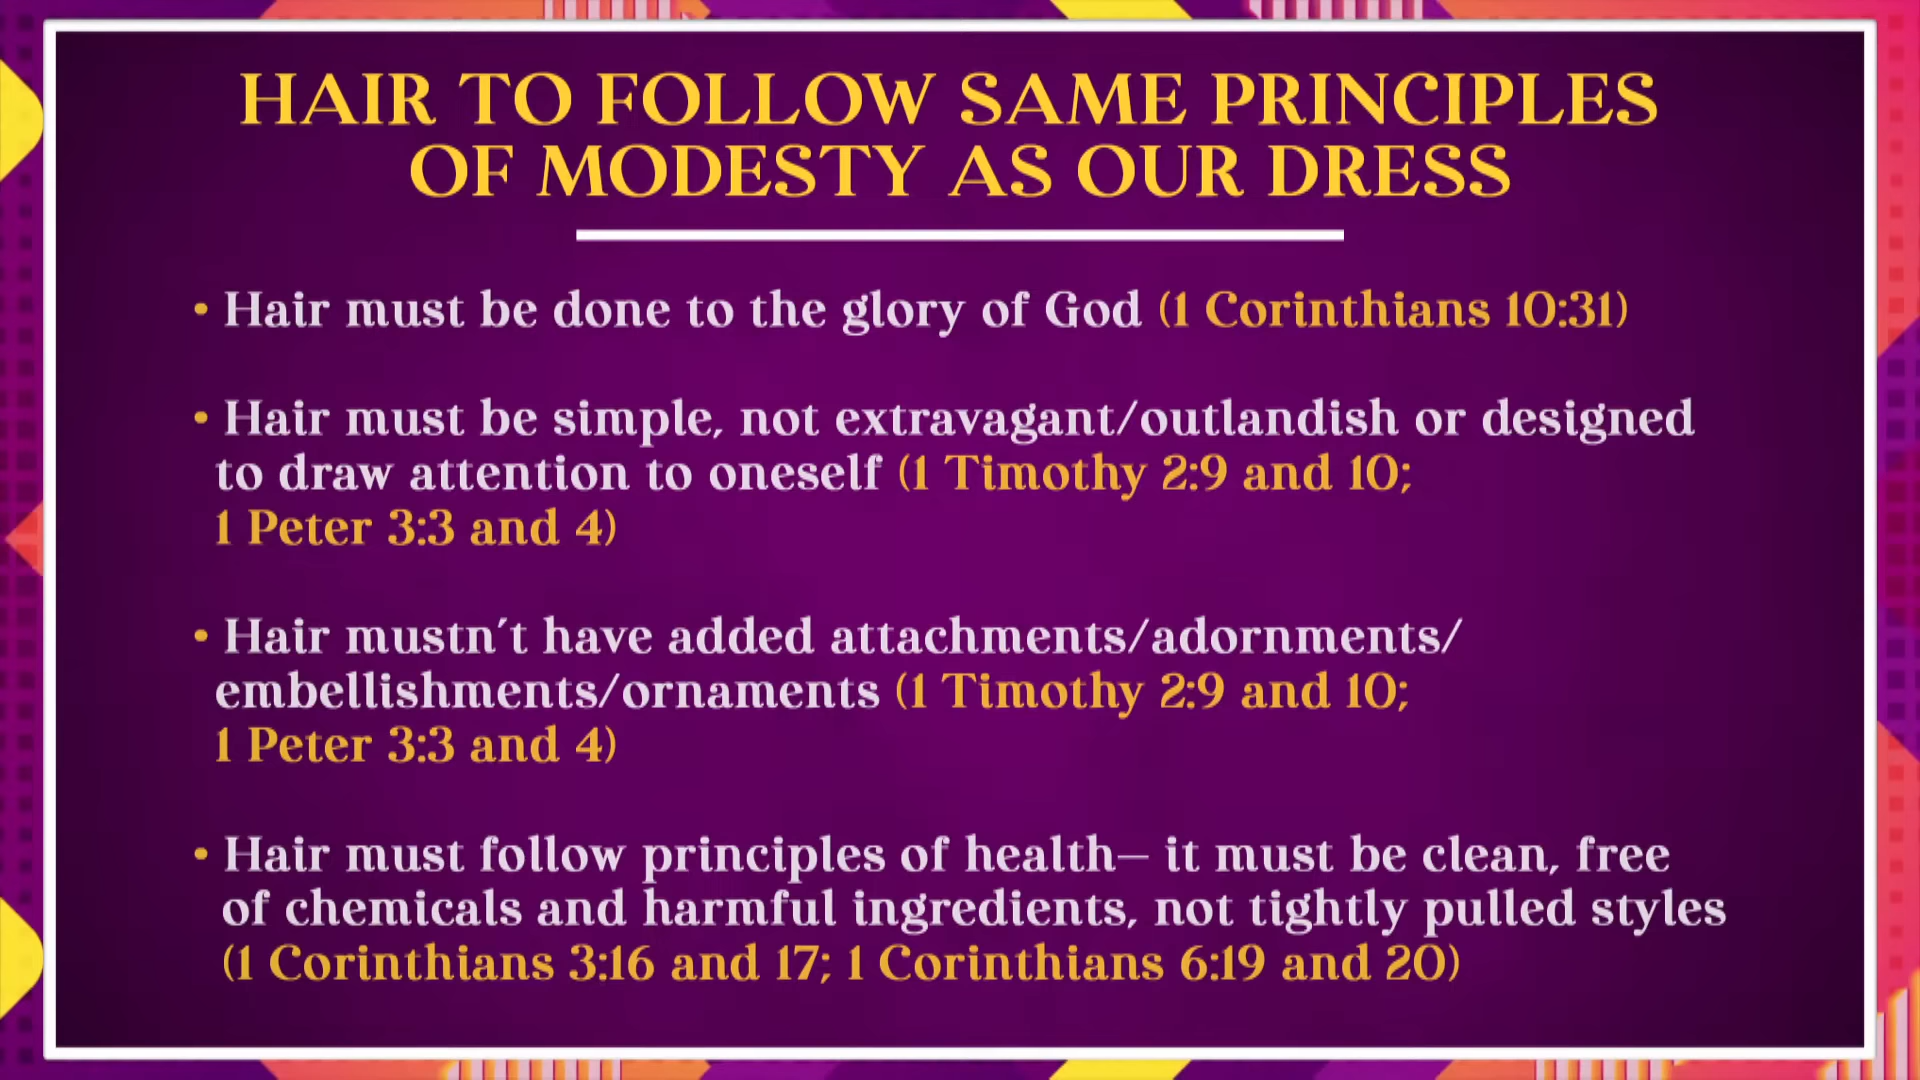 HAIR TO FOLLOW SAME PRINCIPLES
OF MODESTY AS OUR DRESS
• Hair must be done to the glory of God (1 Corinthians 10:31)
• Hair must be simple, not extravagant/outlandish or designed
to draw attention to oneself (1 Timothy 2:9 and 10;
1 Peter 3:3 and 4)
• Hair mustn't have added attachments/adornments/
embellishments/ornaments (1 Timothy 2:9 and 10;
1 Peter 3:3 and 4)
• Hair must follow principles of health– it must be clean, free
of chemicals and harmful ingredients, not tightly pulled styles
(1 Corinthians 3:16 and 17; 1 Corinthians 6:19 and 20)